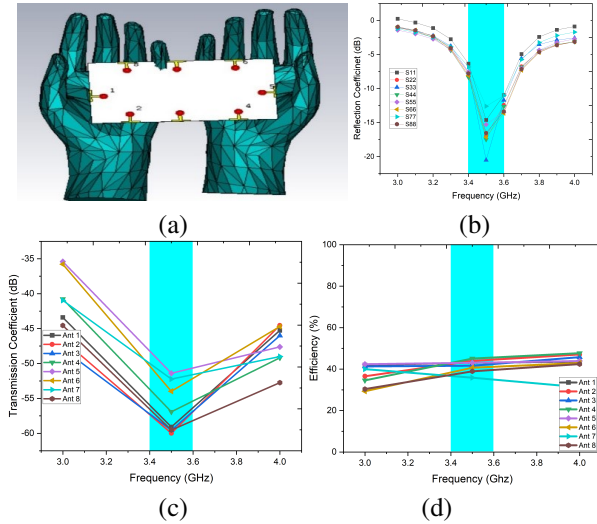 8 6
1 5
2 4
(a)
Reflection Coefficinet (dB)
0
-5
-10
-15
-20
S11
S22
S33
S44
S55
S66
S77
S88
3.0 3.2 3.4 3.6 3.8 4.0
Frequency (GHz)
(b)
Transmission Coefficient (dB)
-35
-40
-45
-50
-55
-60
Ant 1
Ant 2
Ant 3
Ant 4
Ant 5
Ant 6
Ant 7
Ant 8
3.0 3.2 3.4 3.6 3.8 4.0
Frequency (GHz)
(c)
Efficiency (%)
100
80
60
40
20
0
Ant 1
Ant 2
Ant 3
Ant 4
Ant 5
Ant 6
Ant 7
Ant 8
3.0 3.2 3.4 3.6 3.8 4.0
Frequency (GHz)
(d)